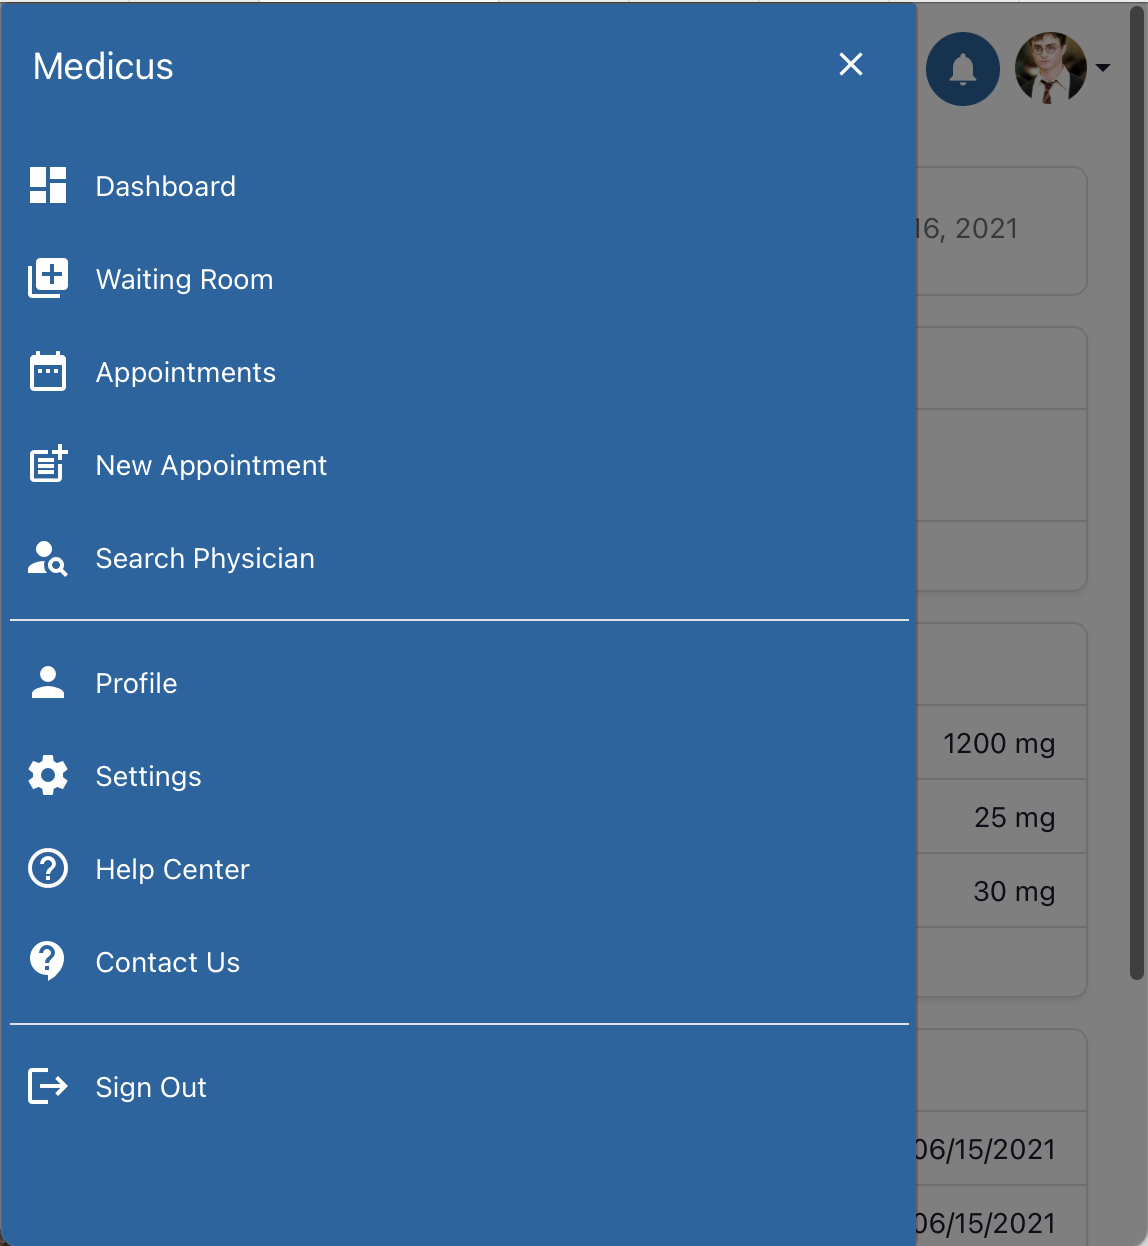 Medicus
Dashboard
16, 2021
Waiting Room
Appointments
New Appointment
Search Physician
Profile
1200 mg
Settings
25 mg
Help Center
30 mg
Contact Us
Sign Out
06/15/2021
06/15/2021